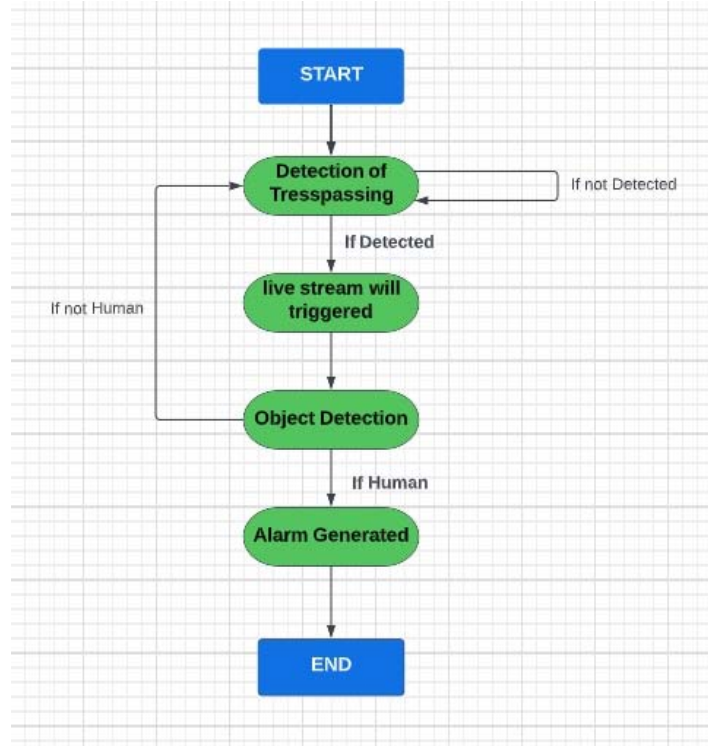 START
Detection of
Tresspassing
If not Detected
If Detected
live stream will
triggered
If not Human
Object Detection
If Human
Alarm Generated
END